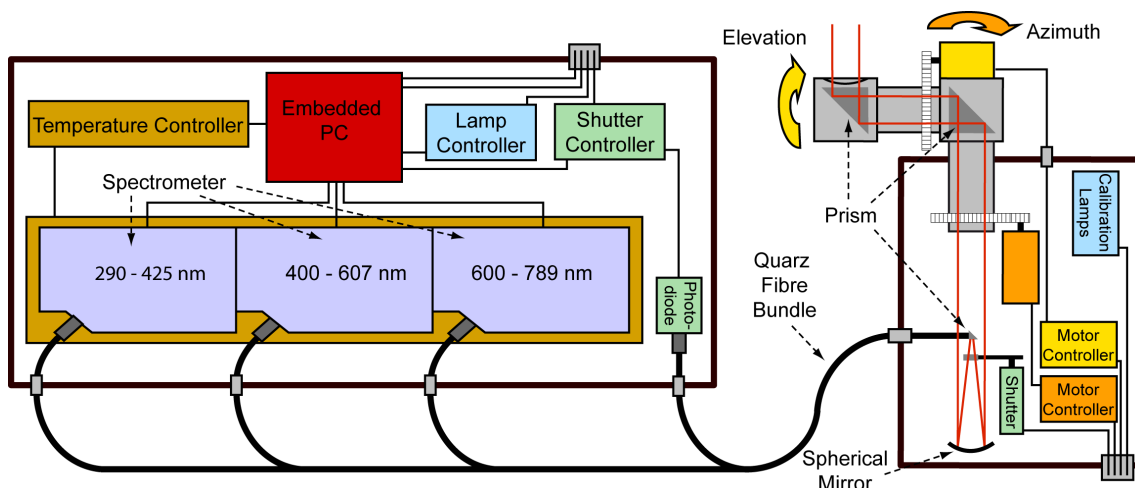 Elevation
Azimuth
Temperature Controller
Embedded
PC
Lamp
Controller
Shutter
Controller
Spectrometer
290 - 425 nm
400 - 607 nm
600 - 789 nm
Photo-
diode
Quarz
Fibre
Bundle
Prism
Calibration
Lamps
Motor
Controller
Motor
Controller
Shutter
Spherical
Mirror